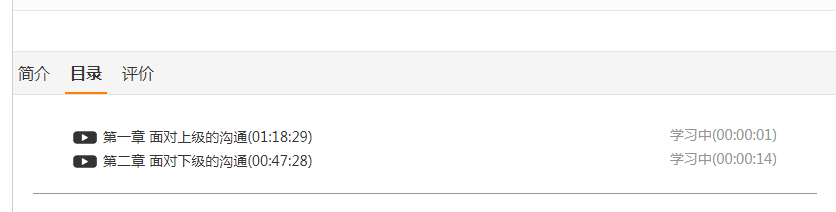 简介 目录 评价
第一章 面对上级的沟通(01:18:29) 学习中(00:00:01)
第二章 面对下级的沟通(00:47:28) 学习中(00:00:14)